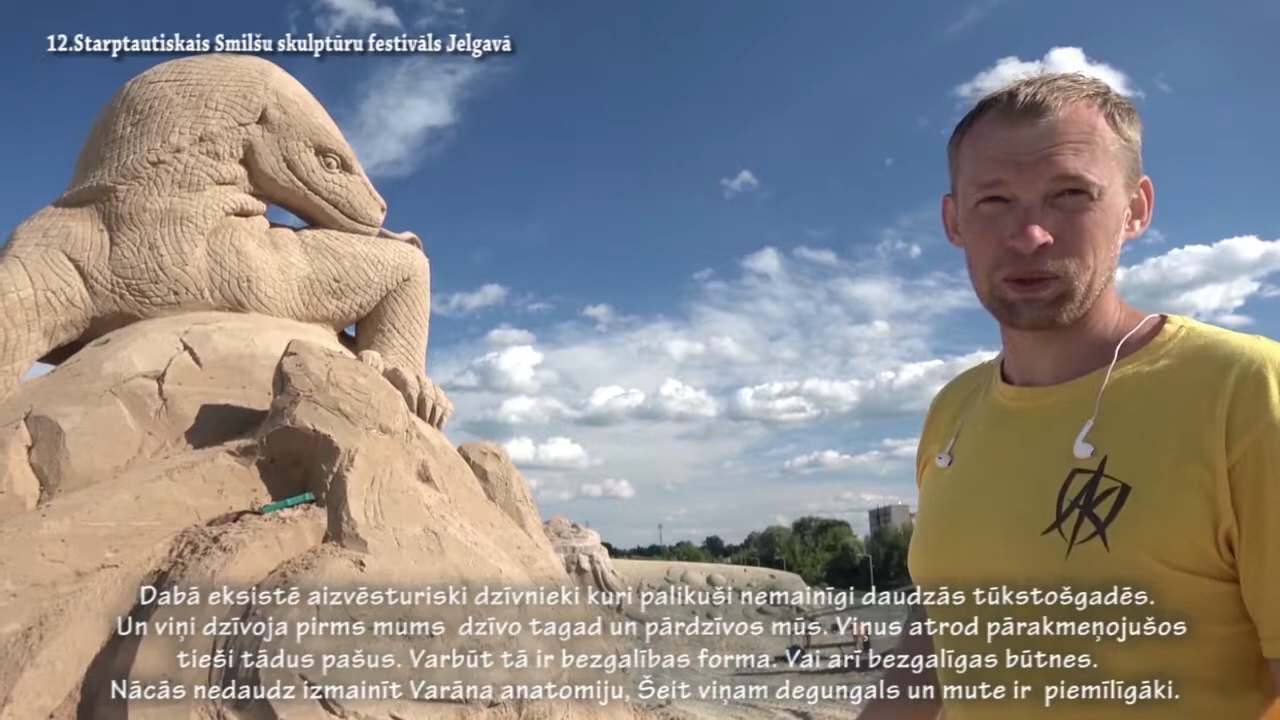 12.Starptautiskais Smilšu skulptūru festivāls Jelgavā
Dabā eksistē aizvēsturiski dzīvnieki kuri palikuši nemainīgi daudzās tūkstošgadēs.
Un viņi dzīvoja pirms mums dzīvo tagad un pārdzīvos mūs. Viņus atrod pārakmeņojušos
tieši tādus pašus. Varbūt tā ir bezgalības forma. Vai arī bezgalīgas būtnes.
Nācās nedaudz izmainīt Varāna anatomiju, Šeit viņam degungals un mute ir piemīlīgāki.